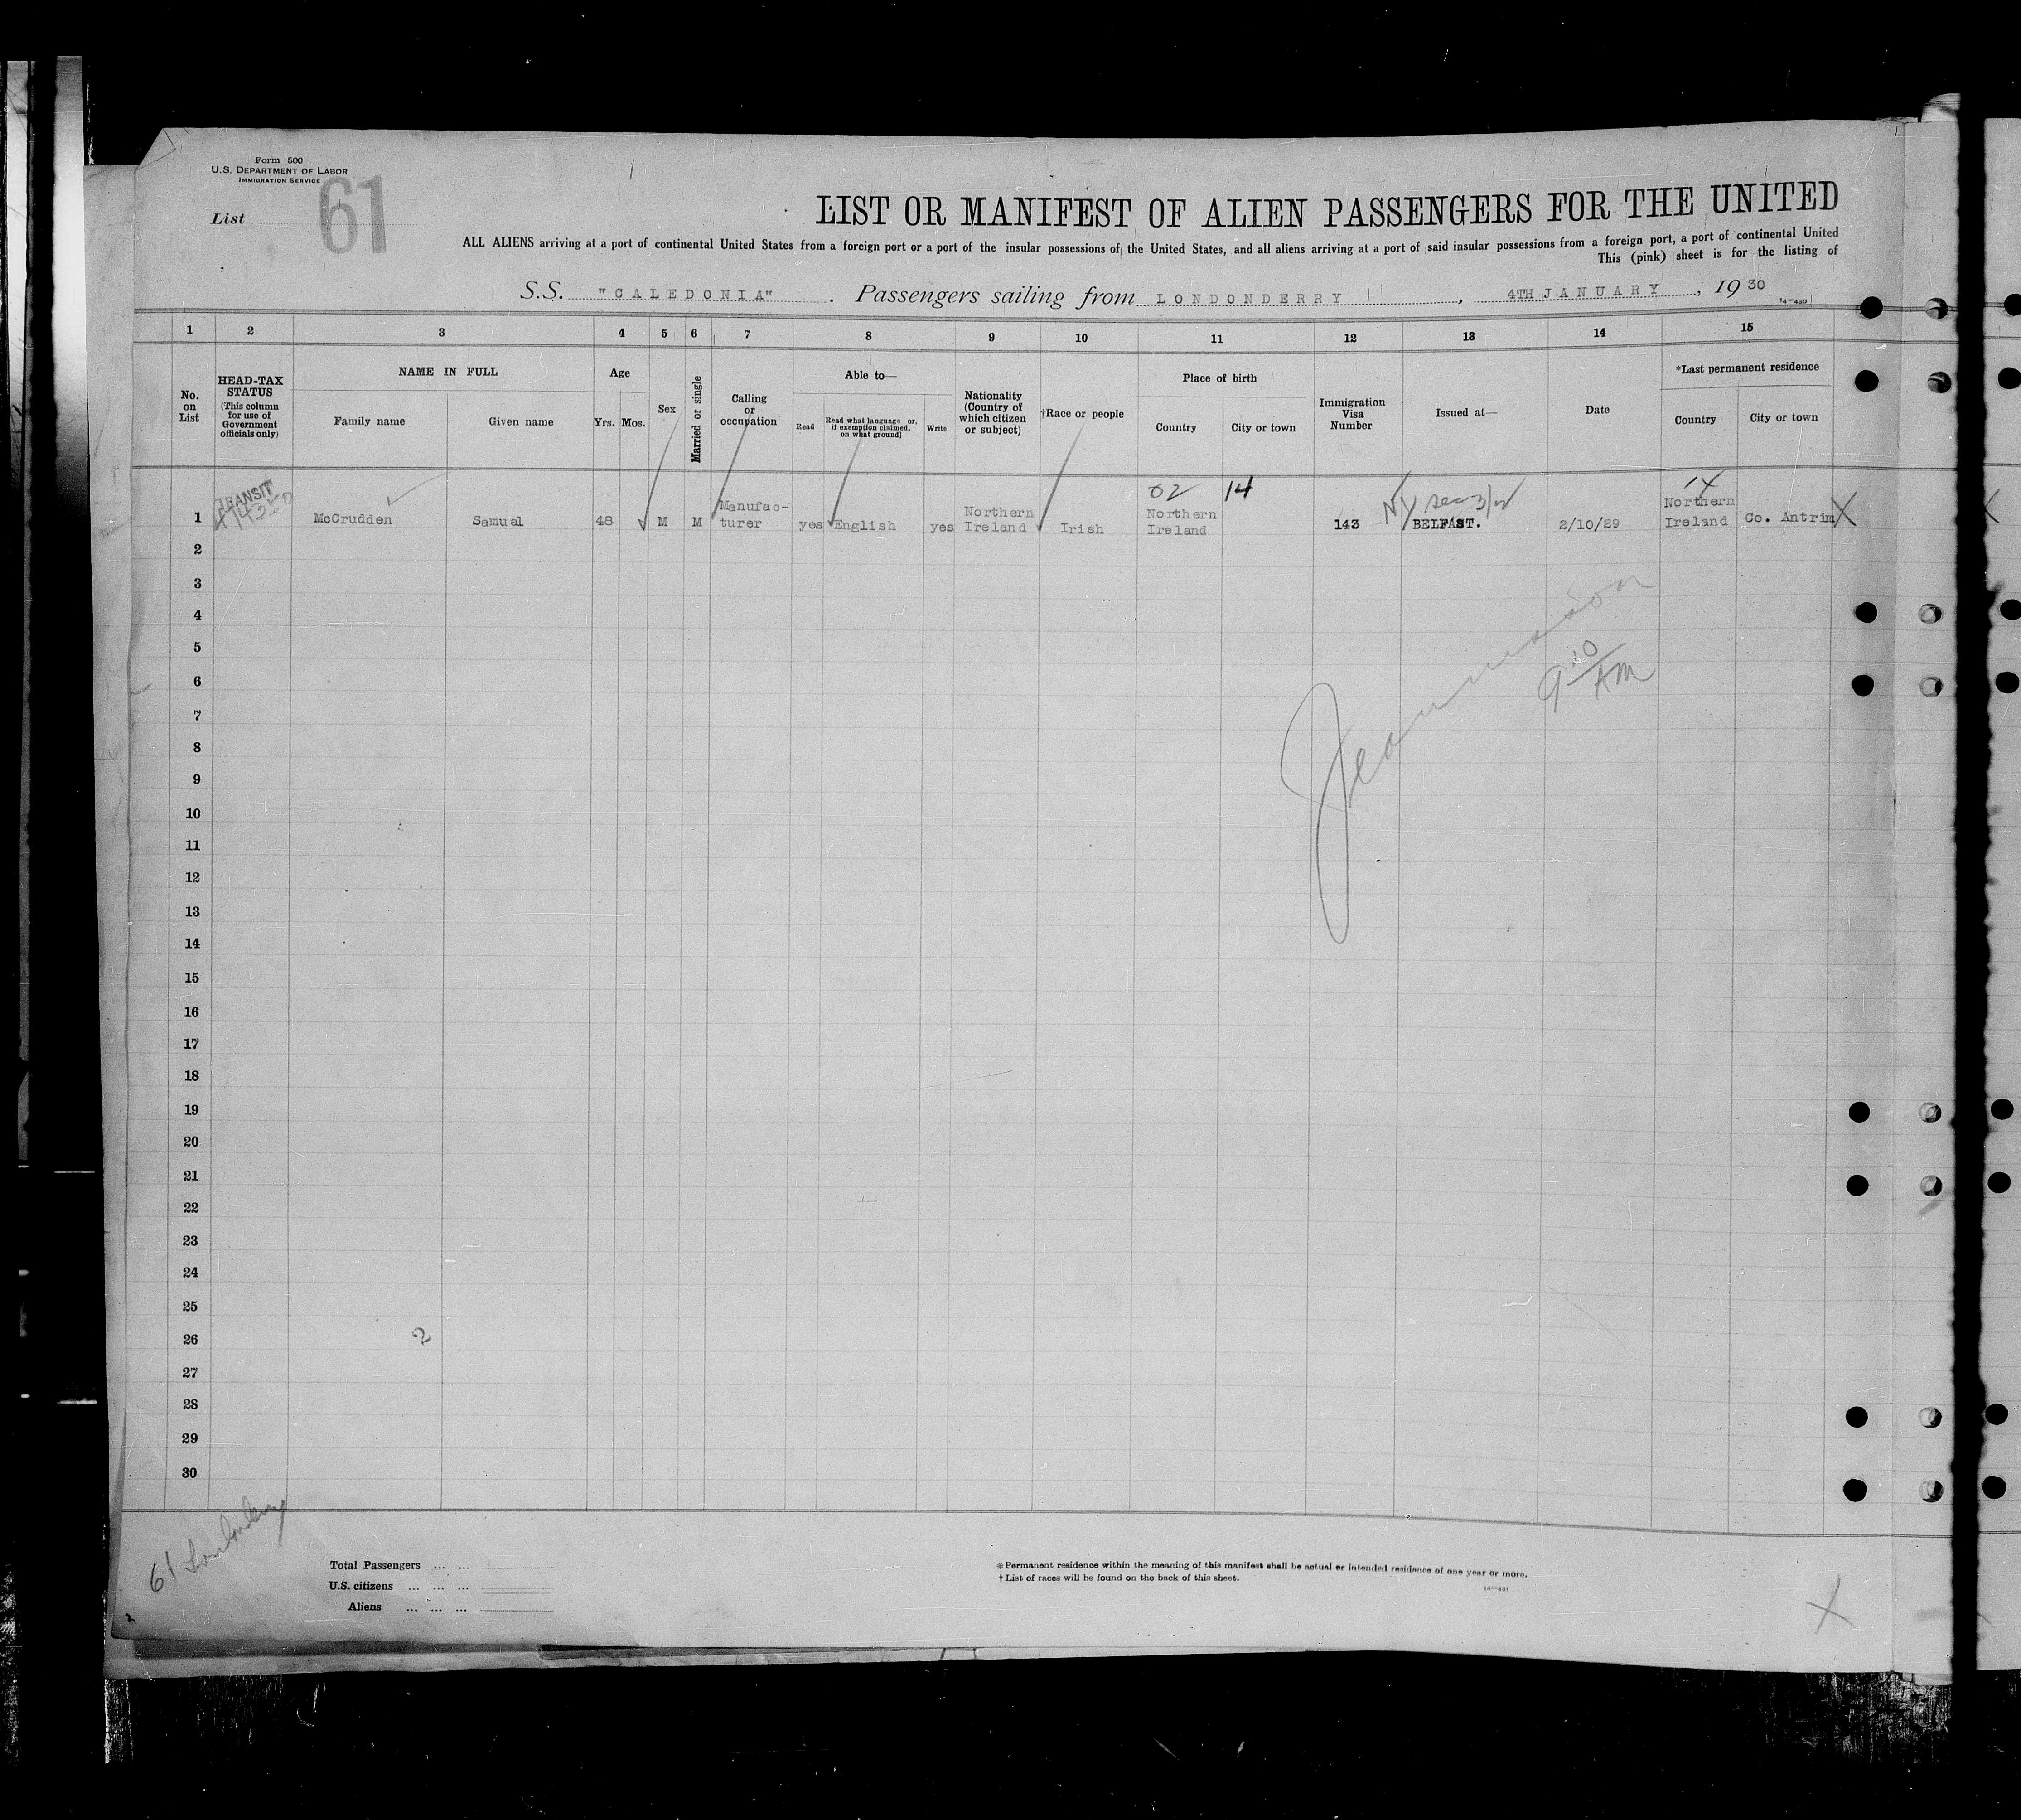 Form 500
U.S. DEPARTMENT OF LABOR
IMMIGRATION SERVICE
List 61
LIST OR MANIFEST OF ALIEN PASSENGERS FOR THE UNITED
ALL ALIENS arriving at a port of continental United States from a foreign port or a port of the insular possessions of the United States, and all aliens arriving at a port of said insular possessions from a foreign port, a port of continental United
This (pink) sheet is for the listing of
S.S. "CALEDONIA" . Passengers sailing from LONDONDERRY , 4TH JANUARY , 19 30
14—490
1 2 3 4 5 6 7 8 9 10 11 12 13 14 15
No. on List
HEAD-TAX STATUS
(This column for use of Government officials only)
NAME IN FULL
Family name
Given name
Age
Yrs. Mos.
Sex
Married or single
Calling or occupation
Able to—
Read
Read what language or, if exemption claimed, on what ground
Write
Nationality (Country of which citizen or subject)
†Race or people
Place of birth
Country
City or town
Immigration Visa Number
Issued at—
Date
*Last permanent residence
Country
City or town
TRANSIT
02 14
14
1 McCrudden Samuel 48 M M Manufac-turer yes English yes Northern Ireland Irish Northern Ireland 143 BELFAST. 2/10/29 Northern Ireland Co. Antrim X
2
3
4
5
6
7
8
9
10
11
12
13
14
15
16
17
18
19
20
21
22
23
24
25
26
27
28
29
30
9 30 AM
2
61 Londonderry
Total Passengers ... ...
U.S. citizens ... ... ...
Aliens ... ... ...
* Permanent residence within the meaning of this manifest shall be actual or intended residence of one year or more.
† List of races will be found on the back of this sheet.
14—491
X